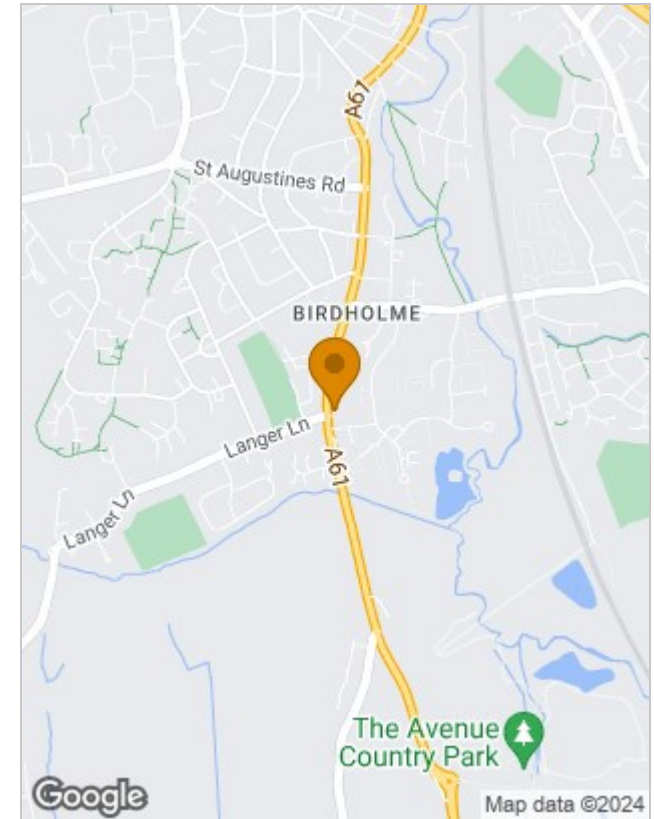 A61
St Augustines Rd
BIRDHOLME
Langer Ln
A61
Langer Ln
The Avenue
Country Park
Google
Map data ©2024